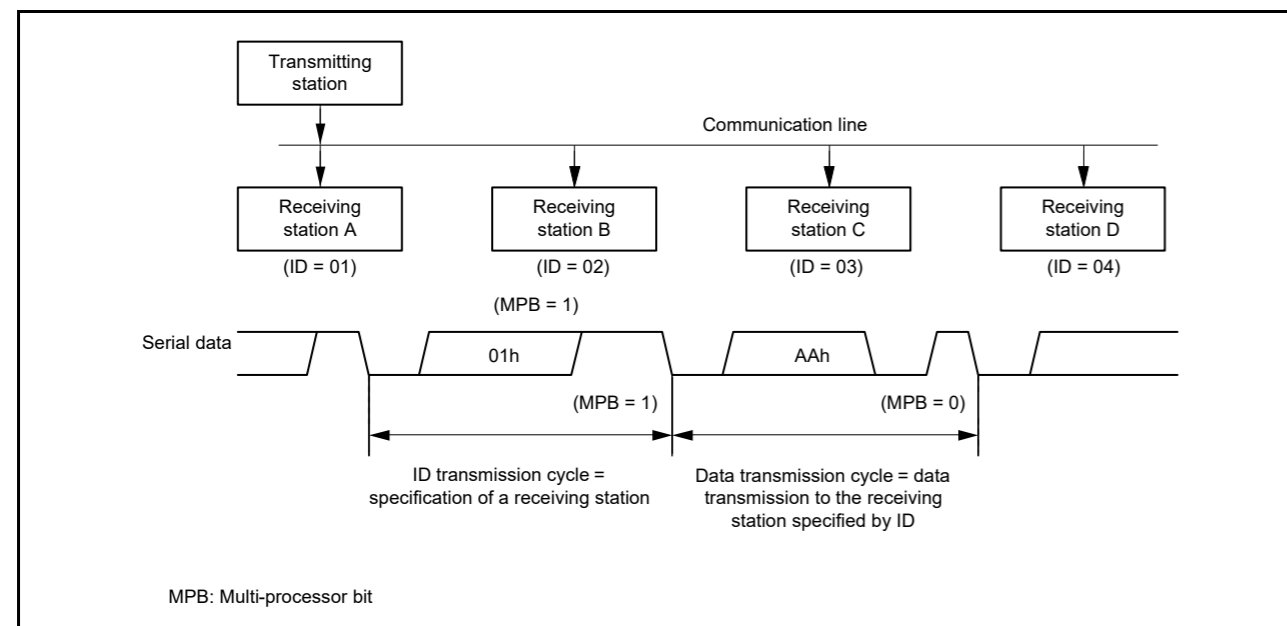 Transmitting
station
Communication line
Receiving
station A
Receiving
station B
Receiving
station C
Receiving
station D
(ID = 01)
(ID = 02)
(ID = 03)
(ID = 04)
(MPB = 1)
Serial data
01h
AAh
(MPB = 1)
(MPB = 0)
ID transmission cycle =
specification of a receiving station
Data transmission cycle = data
transmission to the receiving
station specified by ID
MPB: Multi-processor bit